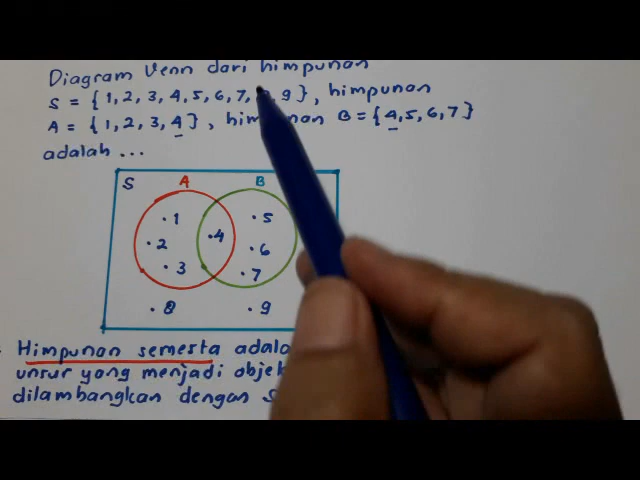 Diagram Venn dari himpunan
S = { 1, 2, 3, 4, 5, 6, 7, 9 } , himpunan
A = { 1, 2, 3, 4 } , B = { 4, 5, 6, 7 }
adalah ...
S A B
1 5
2 4 6
3 7
8 9
Himpunan semesta
unsur yang menjadi
dilambangkan dengan S